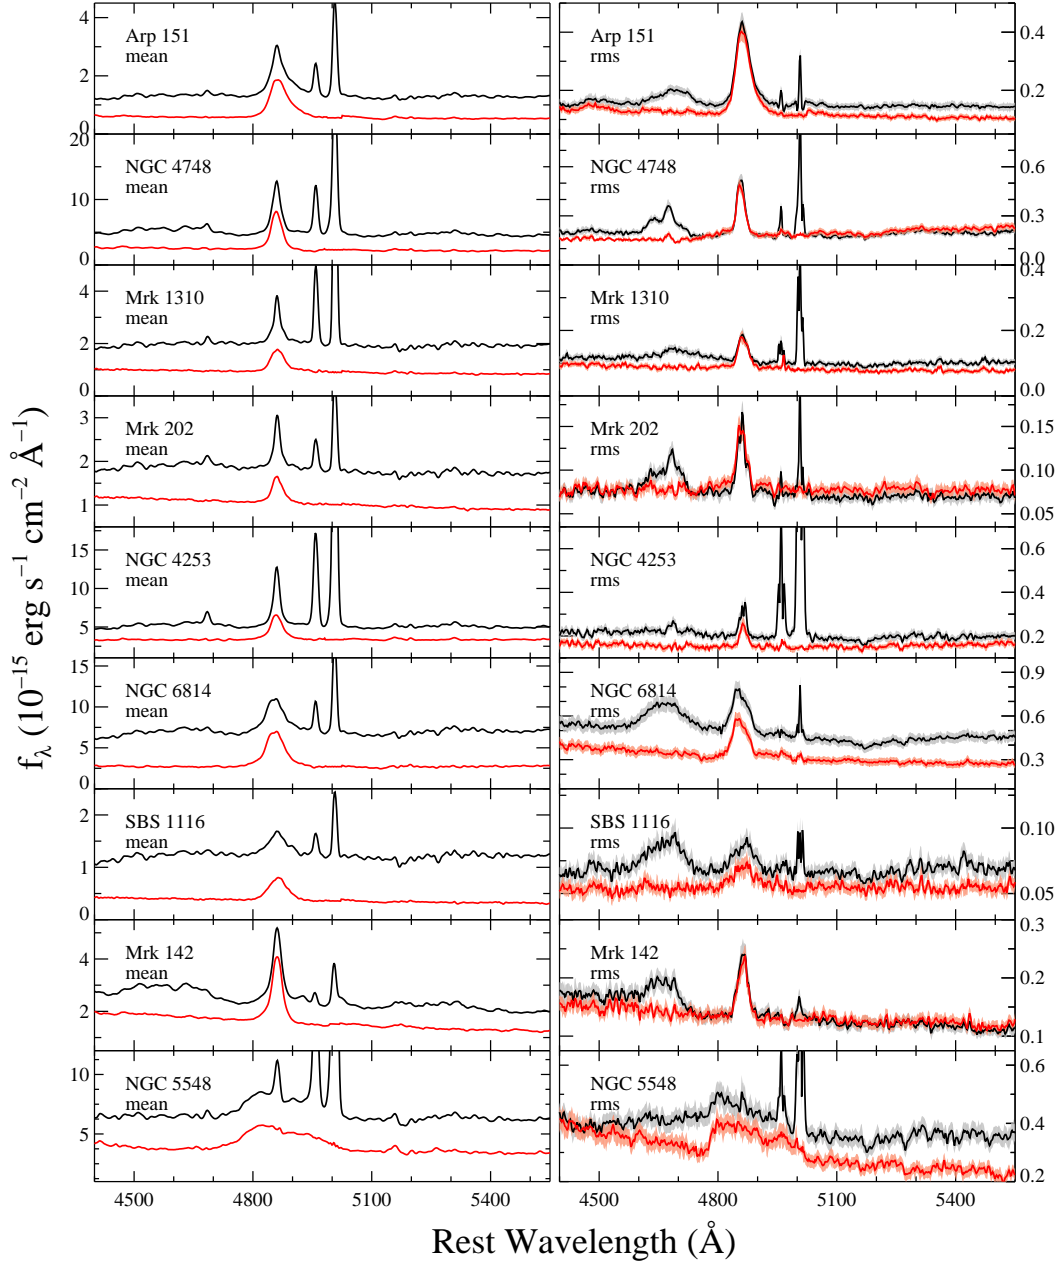 4
2
0
Arp 151
mean
Arp 151
rms
0.4
0.2
20
10
0
NGC 4748
mean
NGC 4748
rms
0.6
0.3
0.0
4
2
0
Mrk 1310
mean
Mrk 1310
rms
0.4
0.2
0.0
3
2
1
Mrk 202
mean
Mrk 202
rms
0.15
0.10
0.05
15
10
5
0
NGC 4253
mean
NGC 4253
rms
0.6
0.4
0.2
15
10
5
0
NGC 6814
mean
NGC 6814
rms
0.9
0.6
0.3
2
1
0
SBS 1116
mean
SBS 1116
rms
0.10
0.05
4
2
Mrk 142
mean
Mrk 142
rms
0.3
0.2
0.1
10
5
NGC 5548
mean
NGC 5548
rms
0.6
0.4
0.2
4500 4800 5100 5400
4500 4800 5100 5400
f_λ (10⁻¹⁵ erg s⁻¹ cm⁻² Å⁻¹)
Rest Wavelength (Å)